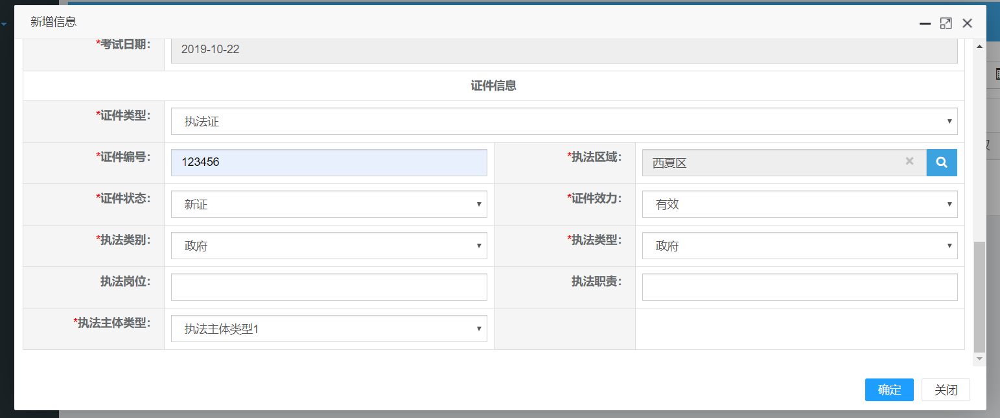 新增信息
*考试日期： 2019-10-22
证件信息
*证件类型： 执法证
*证件编号： 123456 *执法区域： 西夏区
*证件状态： 新证 *证件效力： 有效
*执法类别： 政府 *执法类型： 政府
执法岗位： 执法职责：
*执法主体类型： 执法主体类型1
确定 关闭